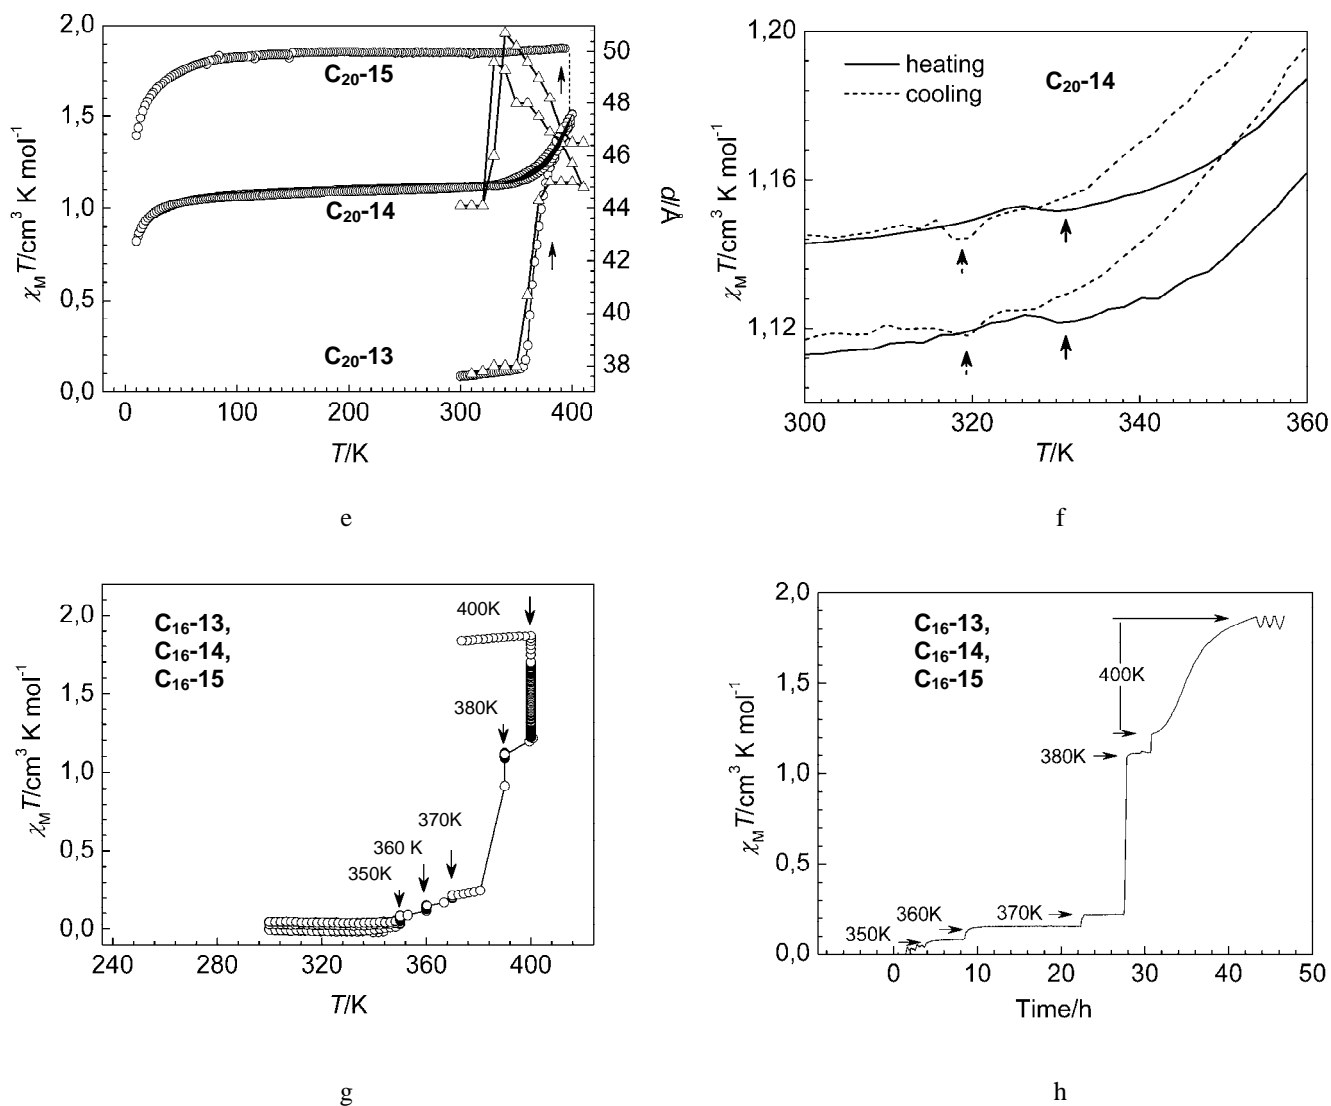 2,0
1,5
1,0
0,5
0,0
χMT/cm³ K mol⁻¹
C20-15
C20-14
C20-13
50
48
46
44
42
40
38
d/Å
0 100 200 300 400
T/K
e
1,20
1,16
1,12
χMT/cm³ K mol⁻¹
heating
cooling
C20-14
300 320 340 360
T/K
f
2,0
1,5
1,0
0,5
0,0
χMT/cm³ K mol⁻¹
C16-13,
C16-14,
C16-15
400K
380K
370K
360 K
350K
240 280 320 360 400
T/K
g
2,0
1,5
1,0
0,5
0,0
χMT/cm³ K mol⁻¹
C16-13,
C16-14,
C16-15
400K
380K
370K
360K
350K
0 10 20 30 40 50
Time/h
h